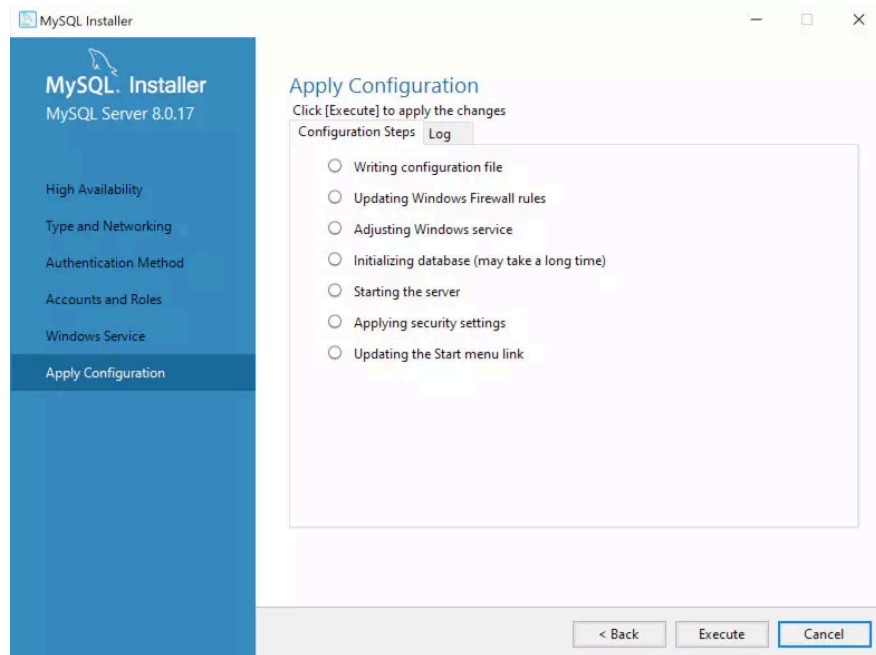 MySQL Installer
MySQL. Installer
MySQL Server 8.0.17
High Availability
Type and Networking
Authentication Method
Accounts and Roles
Windows Service
Apply Configuration
Apply Configuration
Click [Execute] to apply the changes
Configuration Steps Log
Writing configuration file
Updating Windows Firewall rules
Adjusting Windows service
Initializing database (may take a long time)
Starting the server
Applying security settings
Updating the Start menu link
< Back Execute Cancel